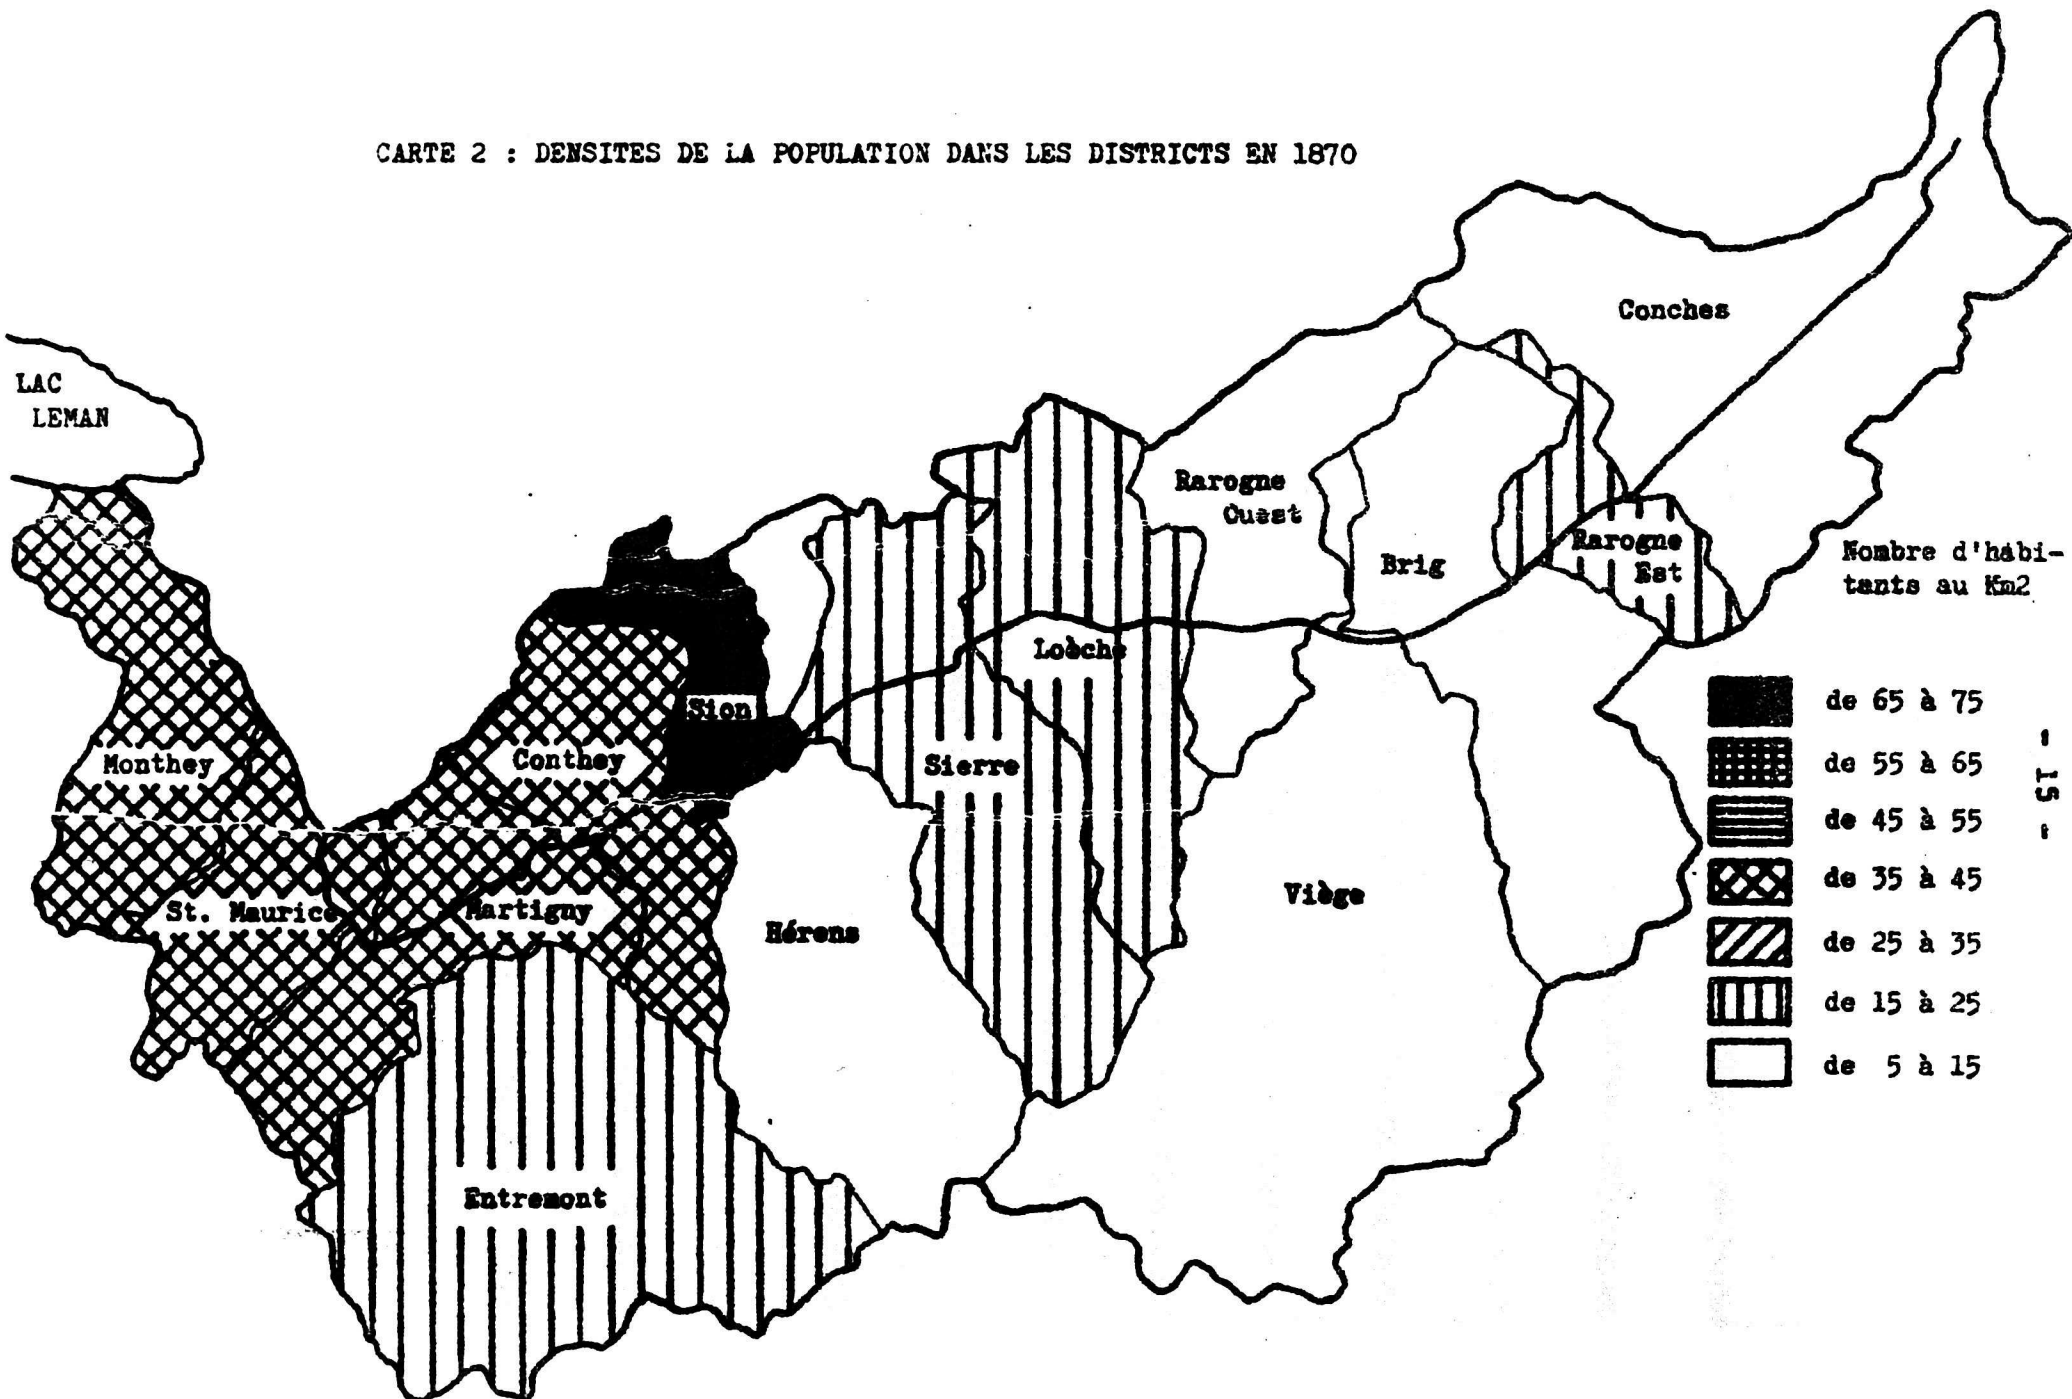 CARTE 2 : DENSITES DE LA POPULATION DANS LES DISTRICTS EN 1870
LAC
LEMAN
Conches
Rarogne
Ouest
Brig
Rarogne
Est
Nombre d'habi-
tants au Km2
Loèche
Sion
Monthey
Conthey
Sierre
St. Maurice
Martigny
Hérens
Viège
Entremont
de 65 à 75
de 55 à 65
de 45 à 55
de 35 à 45
de 25 à 35
de 15 à 25
de 5 à 15
- 15 -